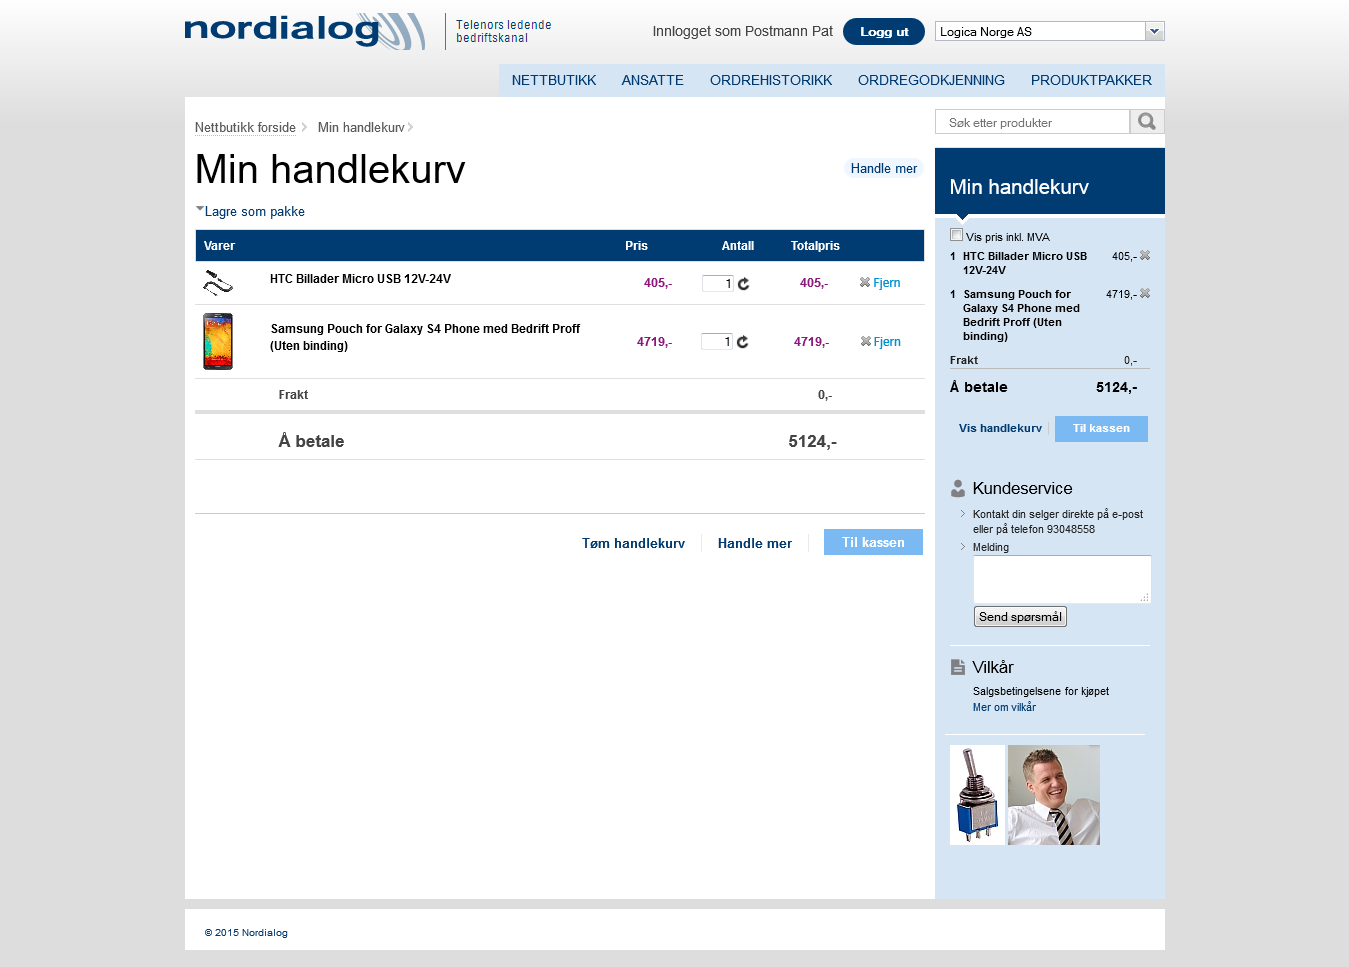 nordialog
Telenors ledende
bedriftskanal
Innlogget som Postmann Pat
Logg ut
Logica Norge AS
NETTBUTIKK ANSATTE ORDREHISTORIKK ORDREGODKJENNING PRODUKTPAKKER
Nettbutikk forside Min handlekurv
Min handlekurv
Handle mer
Lagre som pakke
Varer Pris Antall Totalpris
HTC Billader Micro USB 12V-24V 405,- 1 405,- Fjern
Samsung Pouch for Galaxy S4 Phone med Bedrift Proff
(Uten binding) 4719,- 1 4719,- Fjern
Frakt 0,-
Å betale 5124,-
Tøm handlekurv Handle mer Til kassen
Søk etter produkter
Min handlekurv
Vis pris inkl. MVA
1 HTC Billader Micro USB 405,-
12V-24V
1 Samsung Pouch for 4719,-
Galaxy S4 Phone med
Bedrift Proff (Uten
binding)
Frakt 0,-
Å betale 5124,-
Vis handlekurv Til kassen
Kundeservice
Kontakt din selger direkte på e-post
eller på telefon 93048558
Melding
Send spørsmål
Vilkår
Salgsbetingelsene for kjøpet
Mer om vilkår
© 2015 Nordialog